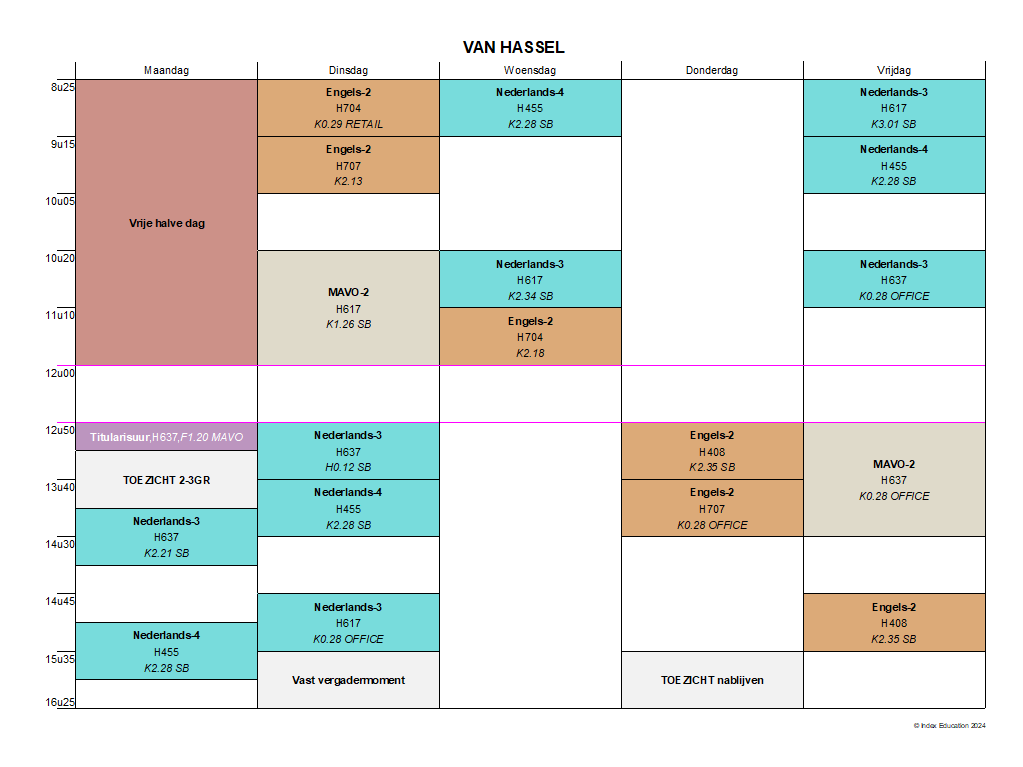 VAN HASSEL
Maandag
Dinsdag
Woensdag
Donderdag
Vrijdag
8u25
9u15
10u05
10u20
11u10
12u00
12u50
13u40
14u30
14u45
15u35
16u25
Vrije halve dag
Titularisuur,H637,F1.20 MAVO
TOEZICHT 2-3GR
Nederlands-3
H637
K2.21 SB
Nederlands-4
H455
K2.28 SB
Engels-2
H704
K0.29 RETAIL
Engels-2
H707
K2.13
MAVO-2
H617
K1.26 SB
Nederlands-3
H637
H0.12 SB
Nederlands-4
H455
K2.28 SB
Nederlands-3
H617
K0.28 OFFICE
Vast vergadermoment
Nederlands-4
H455
K2.28 SB
Nederlands-3
H617
K2.34 SB
Engels-2
H704
K2.18
Engels-2
H408
K2.35 SB
Engels-2
H707
K0.28 OFFICE
TOEZICHT nablijven
Nederlands-3
H617
K3.01 SB
Nederlands-4
H455
K2.28 SB
Nederlands-3
H637
K0.28 OFFICE
MAVO-2
H637
K0.28 OFFICE
Engels-2
H408
K2.35 SB
© Index Education 2024